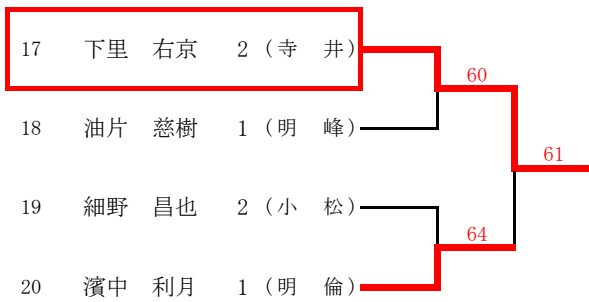 17 下里 右京 2 (寺 井)
60
18 油片 慈樹 1 (明 峰)
61
19 細野 昌也 2 (小 松)
64
20 濱中 利月 1 (明 倫)